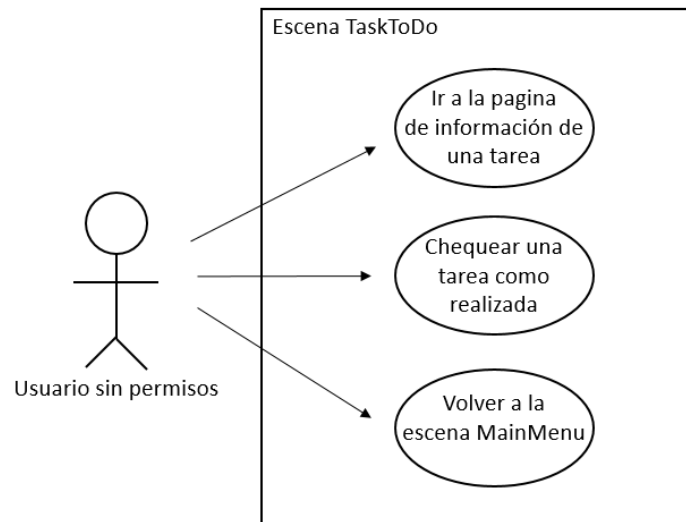 Escena TaskToDo
Ir a la pagina
de información de
una tarea
Chequear una
tarea como
realizada
Usuario sin permisos
Volver a la
escena MainMenu